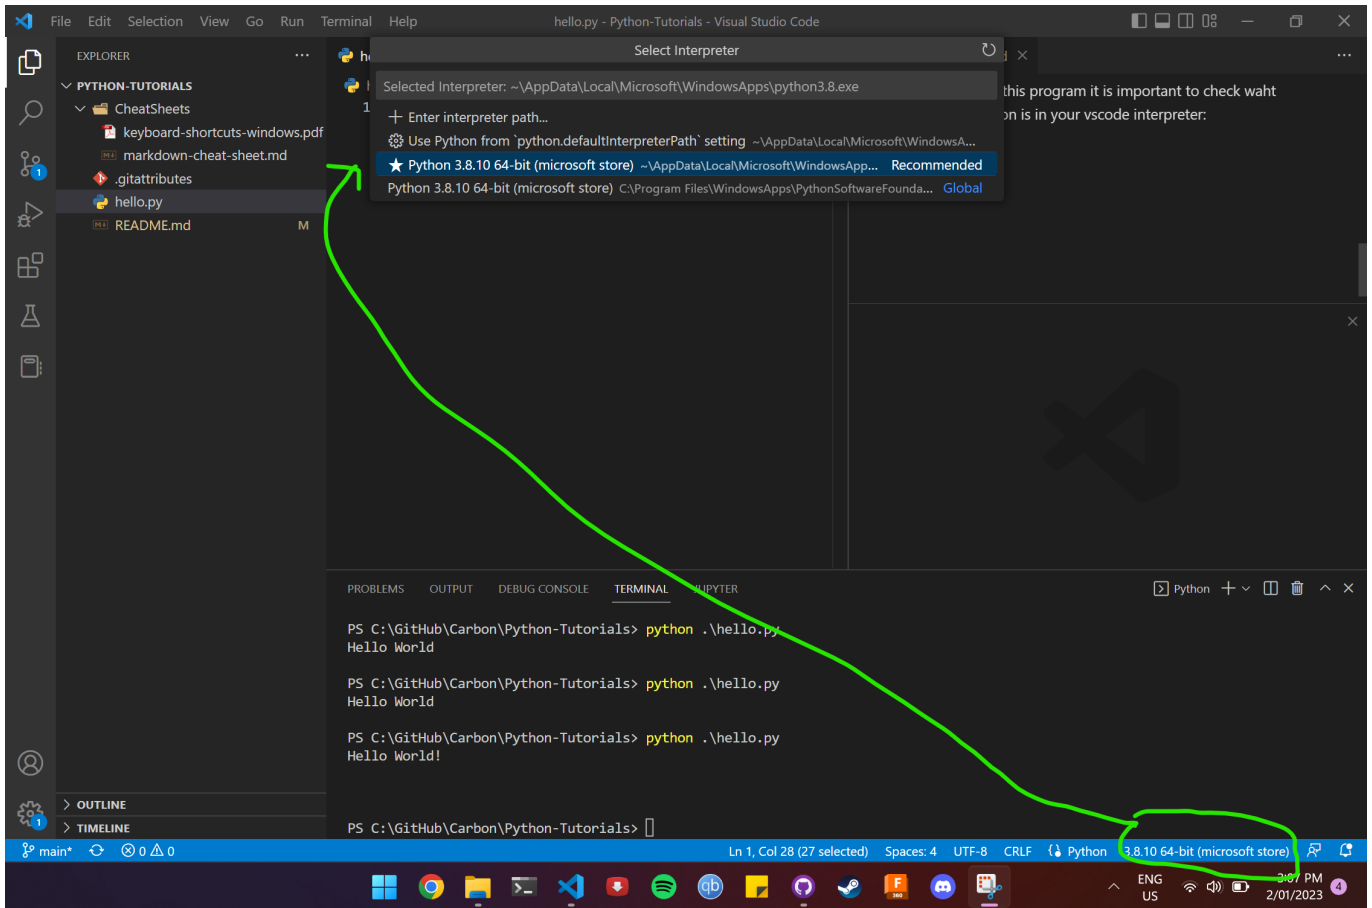 File Edit Selection View Go Run Terminal Help hello.py - Python-Tutorials - Visual Studio Code
EXPLORER
PYTHON-TUTORIALS
CheatSheets
keyboard-shortcuts-windows.pdf
markdown-cheat-sheet.md
.gitattributes
hello.py
README.md M
1
1
OUTLINE
TIMELINE
1
Select Interpreter
Selected Interpreter: ~\AppData\Local\Microsoft\WindowsApps\python3.8.exe
Enter interpreter path...
Use Python from `python.defaultInterpreterPath` setting ~\AppData\Local\Microsoft\WindowsA...
Python 3.8.10 64-bit (microsoft store) ~\AppData\Local\Microsoft\WindowsApp... Recommended
Python 3.8.10 64-bit (microsoft store) C:\Program Files\WindowsApps\PythonSoftwareFounda... Global
this program it is important to check waht
is in your vscode interpreter:
PROBLEMS OUTPUT DEBUG CONSOLE TERMINAL JUPYTER
Python
PS C:\GitHub\Carbon\Python-Tutorials> python .\hello.py
Hello World
PS C:\GitHub\Carbon\Python-Tutorials> python .\hello.py
Hello World
PS C:\GitHub\Carbon\Python-Tutorials> python .\hello.py
Hello World!
PS C:\GitHub\Carbon\Python-Tutorials>
main* 0 0 Ln 1, Col 28 (27 selected) Spaces: 4 UTF-8 CRLF Python 3.8.10 64-bit (microsoft store)
qb
F
360
ENG
US
3:07 PM
2/01/2023
4